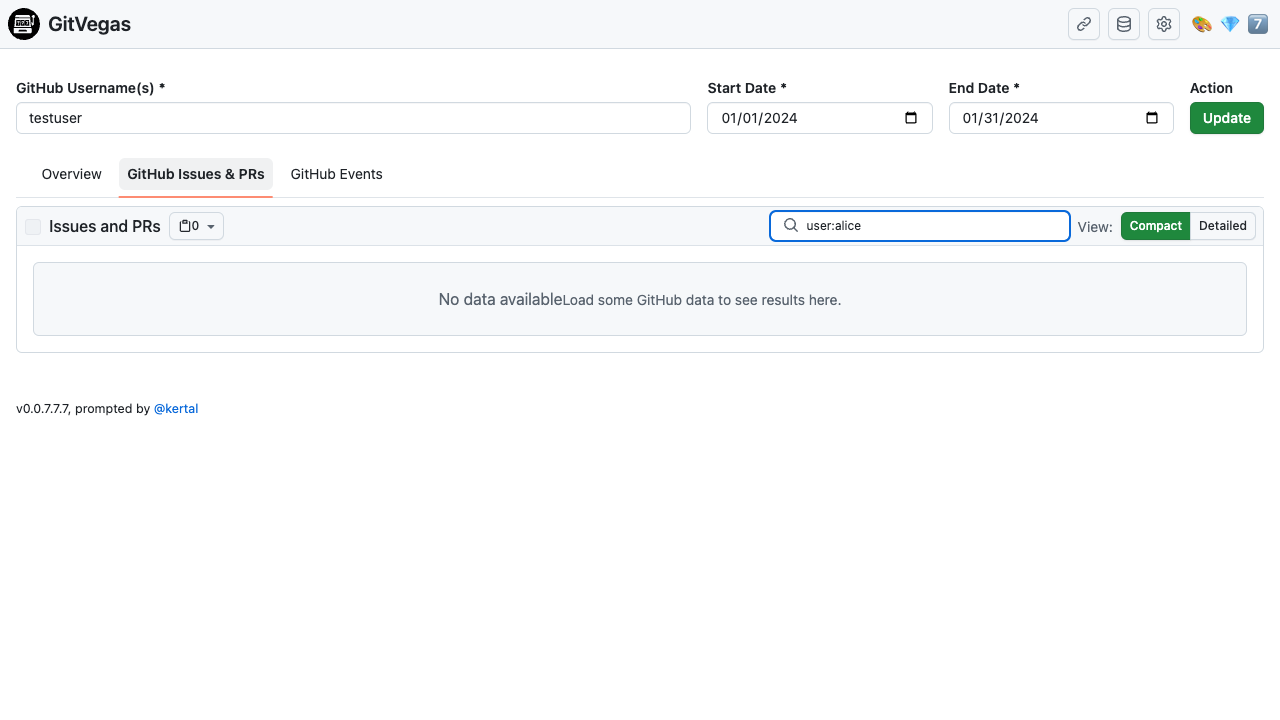 GitVegas
7
GitHub Username(s) *
Start Date *
End Date *
Action
testuser
01/01/2024
01/31/2024
Update
Overview
GitHub Issues & PRs
GitHub Events
Issues and PRs
0
user:alice
View:
Compact
Detailed
No data availableLoad some GitHub data to see results here.
v0.0.7.7.7, prompted by @kertal